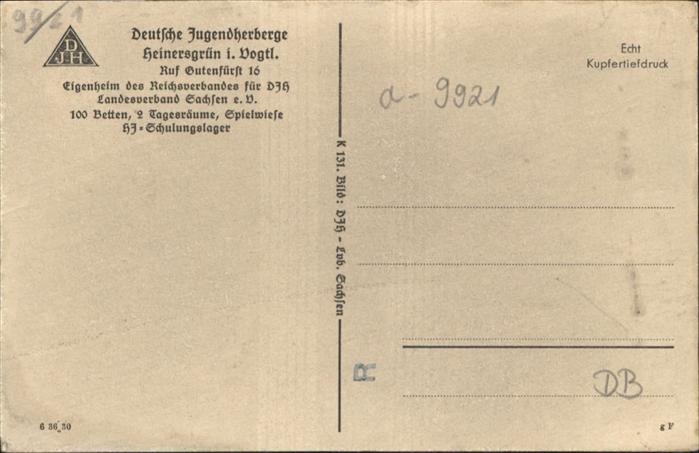 9921
DJH
Deutsche Jugendherberge
Heinersgrün i. Vogtl.
Ruf Gutenfürst 16
Eigenheim des Reichsverbandes für DJH
Landesverband Sachsen e. V.
100 Betten, 2 Tagesräume, Spielwiese
HJ-Schulungslager
K 131. Bild: DJH - Lvb. Sachsen
Echt
Kupfertiefdruck
a - 9921
R
DB
6 36 30
g F